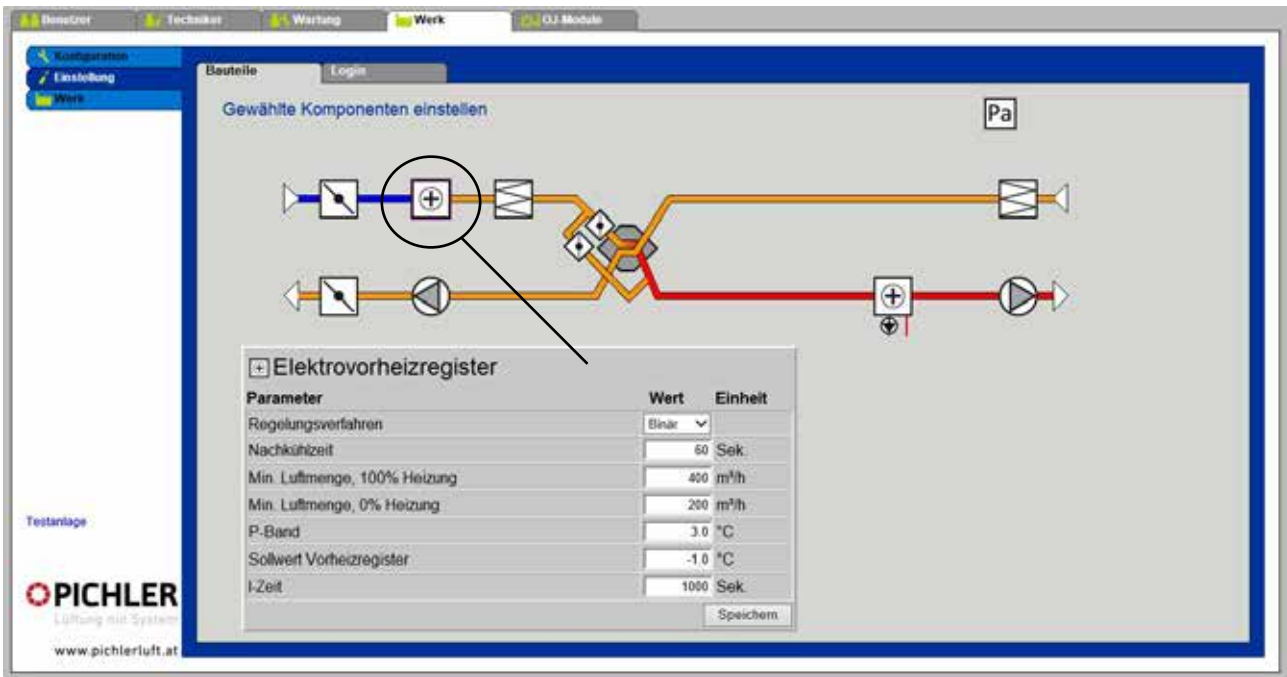 Benutzer Techniker Wartung Werk OJ-Module
Konfiguration
Einstellung
Werk
Bauteile Login
Gewählte Komponenten einstellen
Pa
Elektrovorheizregister
Parameter Wert Einheit
Regelungsverfahren Binär
Nachkühlzeit 60 Sek.
Min. Luftmenge, 100% Heizung 400 m³/h
Min. Luftmenge, 0% Heizung 200 m³/h
P-Band 3.0 °C
Sollwert Vorheizregister -1.0 °C
I-Zeit 1000 Sek.
Speichern
Testanlage
PICHLER
Lüftung mit System
www.pichlerluft.at